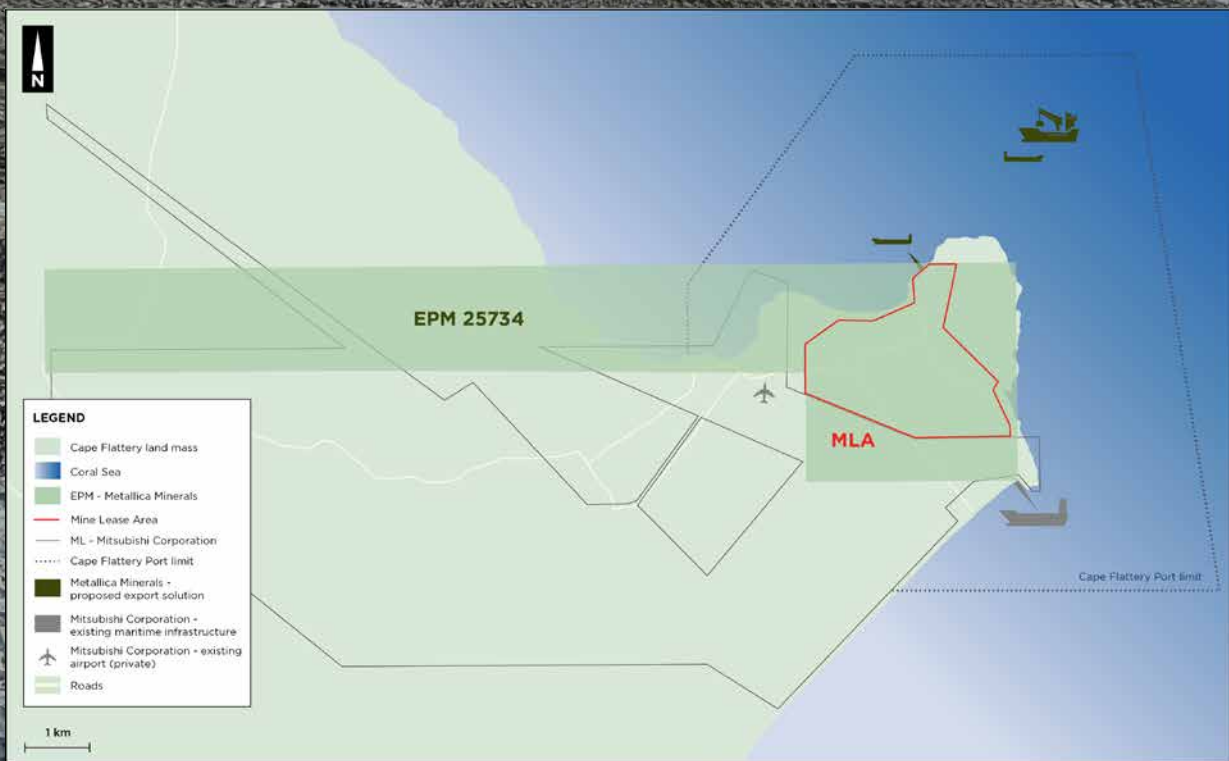 N
EPM 25734
MLA
LEGEND
Cape Flattery land mass
Coral Sea
EPM - Metallica Minerals
Mine Lease Area
ML - Mitsubishi Corporation
Cape Flattery Port limit
Metallica Minerals -
proposed export solution
Mitsubishi Corporation -
existing maritime infrastructure
Mitsubishi Corporation - existing
airport (private)
Roads
Cape Flattery Port limit
1 km